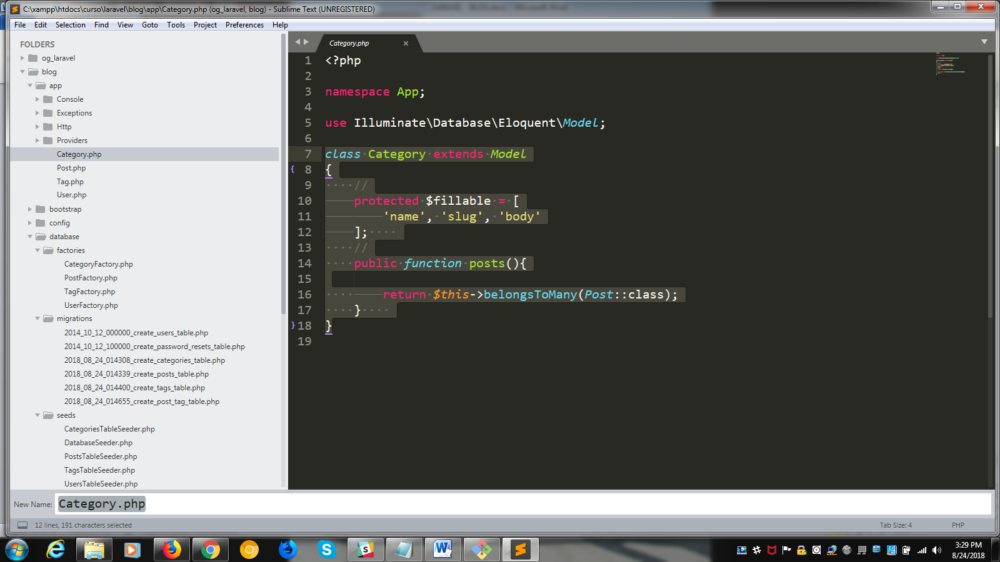 C:\xampp\htdocs\curso\laravel\blog\app\Category.php (og_laravel, blog) - Sublime Text (UNREGISTERED)
File Edit Selection Find View Goto Tools Project Preferences Help
FOLDERS
og_laravel
blog
app
Console
Exceptions
Http
Providers
Category.php
Post.php
Tag.php
User.php
bootstrap
config
database
factories
CategoryFactory.php
PostFactory.php
TagFactory.php
UserFactory.php
migrations
2014_10_12_000000_create_users_table.php
2014_10_12_100000_create_password_resets_table.php
2018_08_24_014308_create_categories_table.php
2018_08_24_014339_create_posts_table.php
2018_08_24_014400_create_tags_table.php
2018_08_24_014655_create_post_tag_table.php
seeds
CategoriesTableSeeder.php
DatabaseSeeder.php
PostsTableSeeder.php
TagsTableSeeder.php
UsersTableSeeder.php
Category.php
1 <?php
2
3 namespace App;
4
5 use Illuminate\Database\Eloquent\Model;
6
7 class Category extends Model
8 {
9 //
10 protected $fillable = [
11 'name', 'slug', 'body'
12 ];
13 //
14 public function posts(){
15
16 return $this->belongsToMany(Post::class);
17 }
18 }
19
New Name: Category.php
12 lines, 191 characters selected
Tab Size: 4 PHP
3:29 PM
8/24/2018